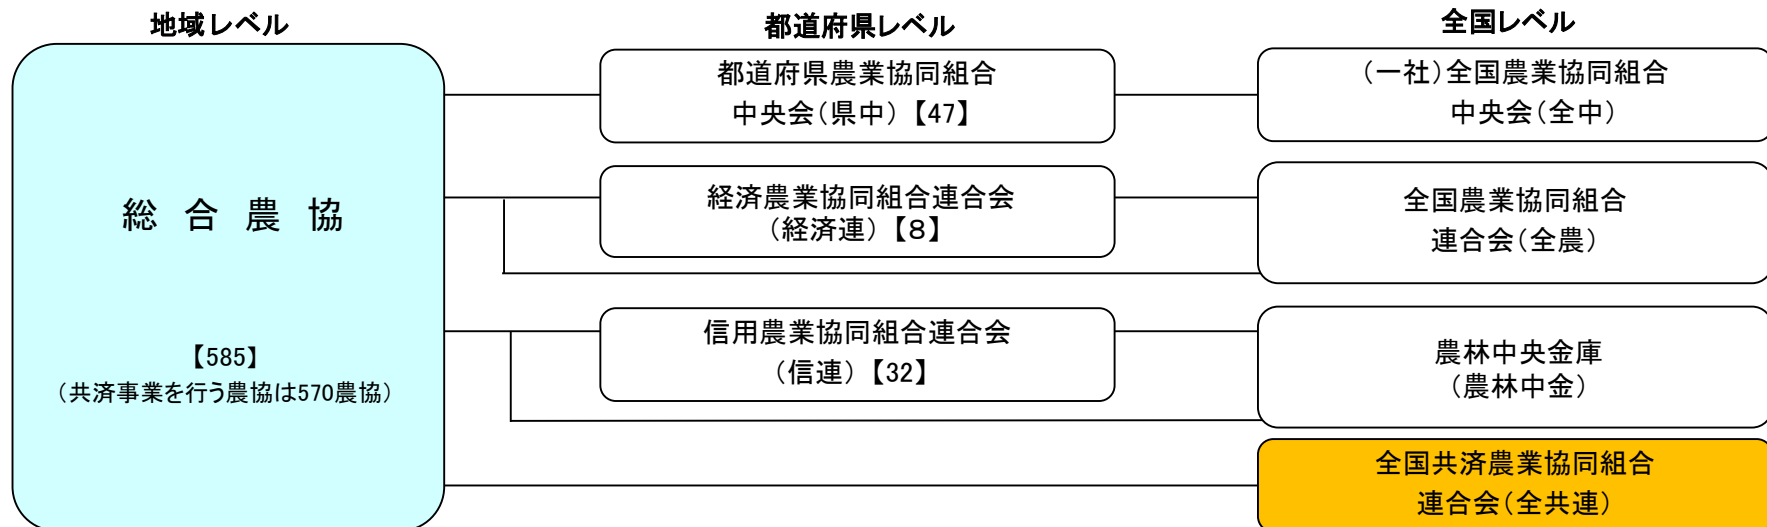 地域レベル
都道府県レベル
全国レベル
総合農協
【585】
（共済事業を行う農協は570農協）
都道府県農業協同組合
中央会（県中）【47】
経済農業協同組合連合会
（経済連）【８】
信用農業協同組合連合会
（信連）【32】
（一社）全国農業協同組合
中央会（全中）
全国農業協同組合
連合会（全農）
農林中央金庫
（農林中金）
全国共済農業協同組合
連合会（全共連）